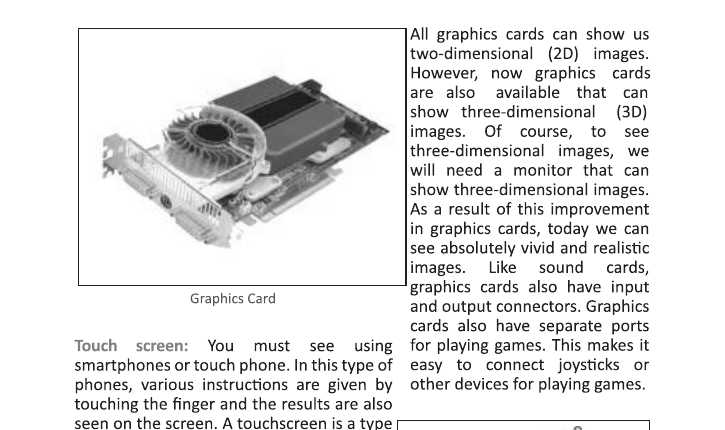 All graphics cards can show us
two-dimensional (2D) images.
However, now graphics cards
are also available that can
show three-dimensional (3D)
images. Of course, to see
three-dimensional images, we
will need a monitor that can
show three-dimensional images.
As a result of this improvement
in graphics cards, today we can
see absolutely vivid and realistic
images. Like sound cards,
graphics cards also have input
and output connectors. Graphics
cards also have separate ports
for playing games. This makes it
easy to connect joysticks or
other devices for playing games.
Graphics Card
Touch screen: You must see using
smartphones or touch phone. In this type of
phones, various instructions are given by
touching the finger and the results are also
seen on the screen. A touchscreen is a type